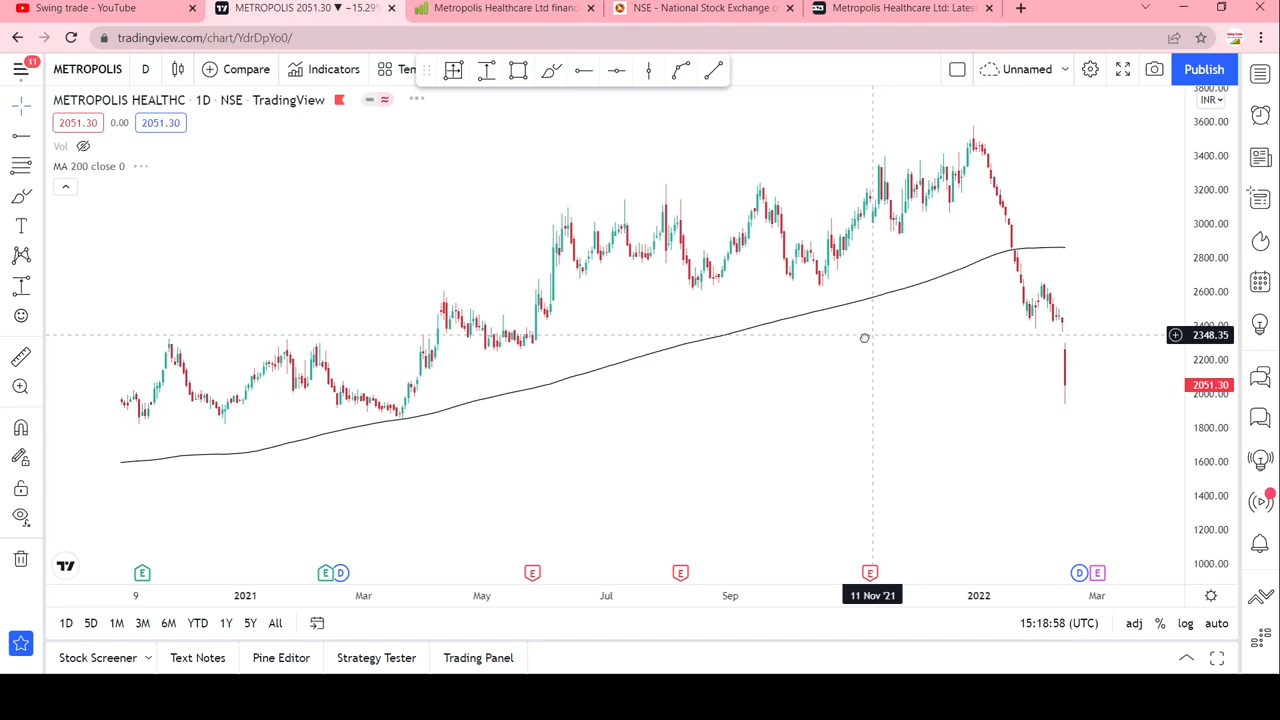 Swing trade - YouTube
METROPOLIS 2051.30 ▼ −15.29%
Metropolis Healthcare Ltd financ
NSE - National Stock Exchange o
Metropolis Healthcare Ltd: Lates
tradingview.com/chart/YdrDpYo0/
11
METROPOLIS
D
Compare
Indicators
Tem
Unnamed
Publish
METROPOLIS HEALTHC · 1D · NSE · TradingView
INR
2051.30
0.00
2051.30
Vol
MA 200 close 0
3800.00
3600.00
3400.00
3200.00
3000.00
2800.00
2600.00
2400.00
2348.35
2200.00
2051.30
2000.00
1800.00
1600.00
1400.00
1200.00
1000.00
E
E
D
E
E
E
D
E
9
2021
Mar
May
Jul
Sep
11 Nov '21
2022
Mar
1D
5D
1M
3M
6M
YTD
1Y
5Y
All
15:18:58 (UTC)
adj
%
log
auto
Stock Screener
Text Notes
Pine Editor
Strategy Tester
Trading Panel